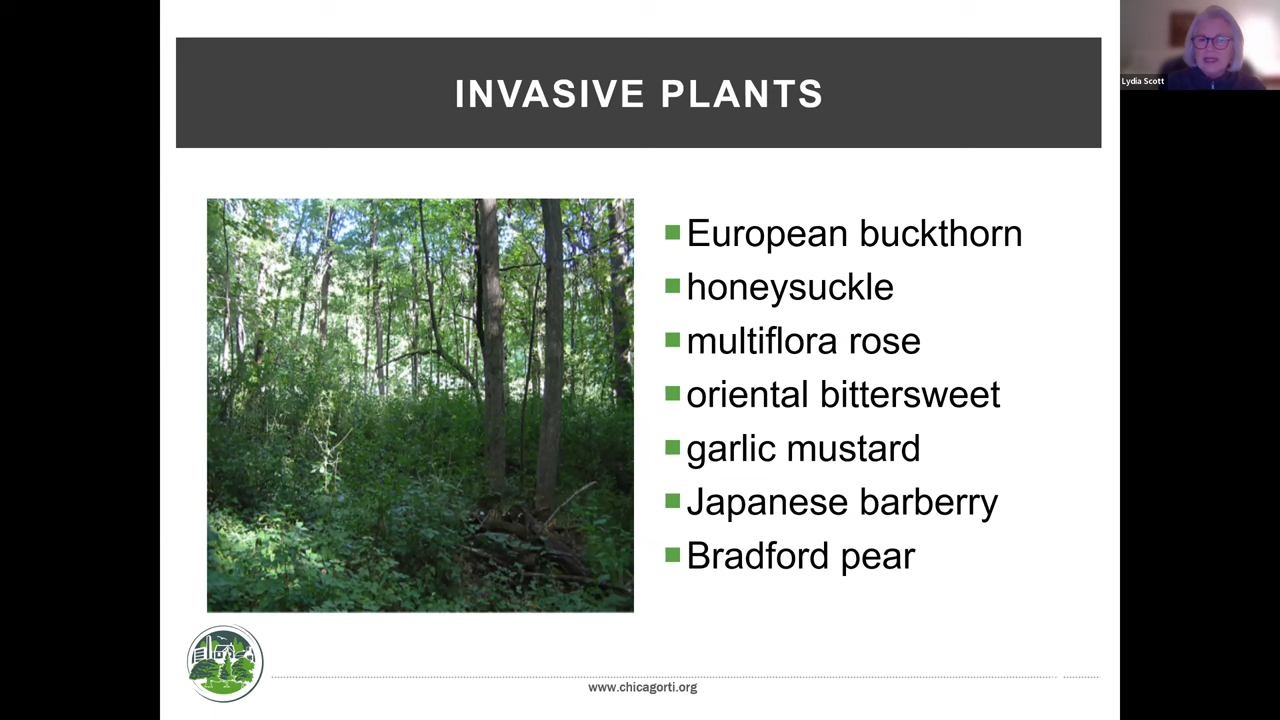 INVASIVE PLANTS
Lydia Scott
European buckthorn
honeysuckle
multiflora rose
oriental bittersweet
garlic mustard
Japanese barberry
Bradford pear
www.chicagorti.org